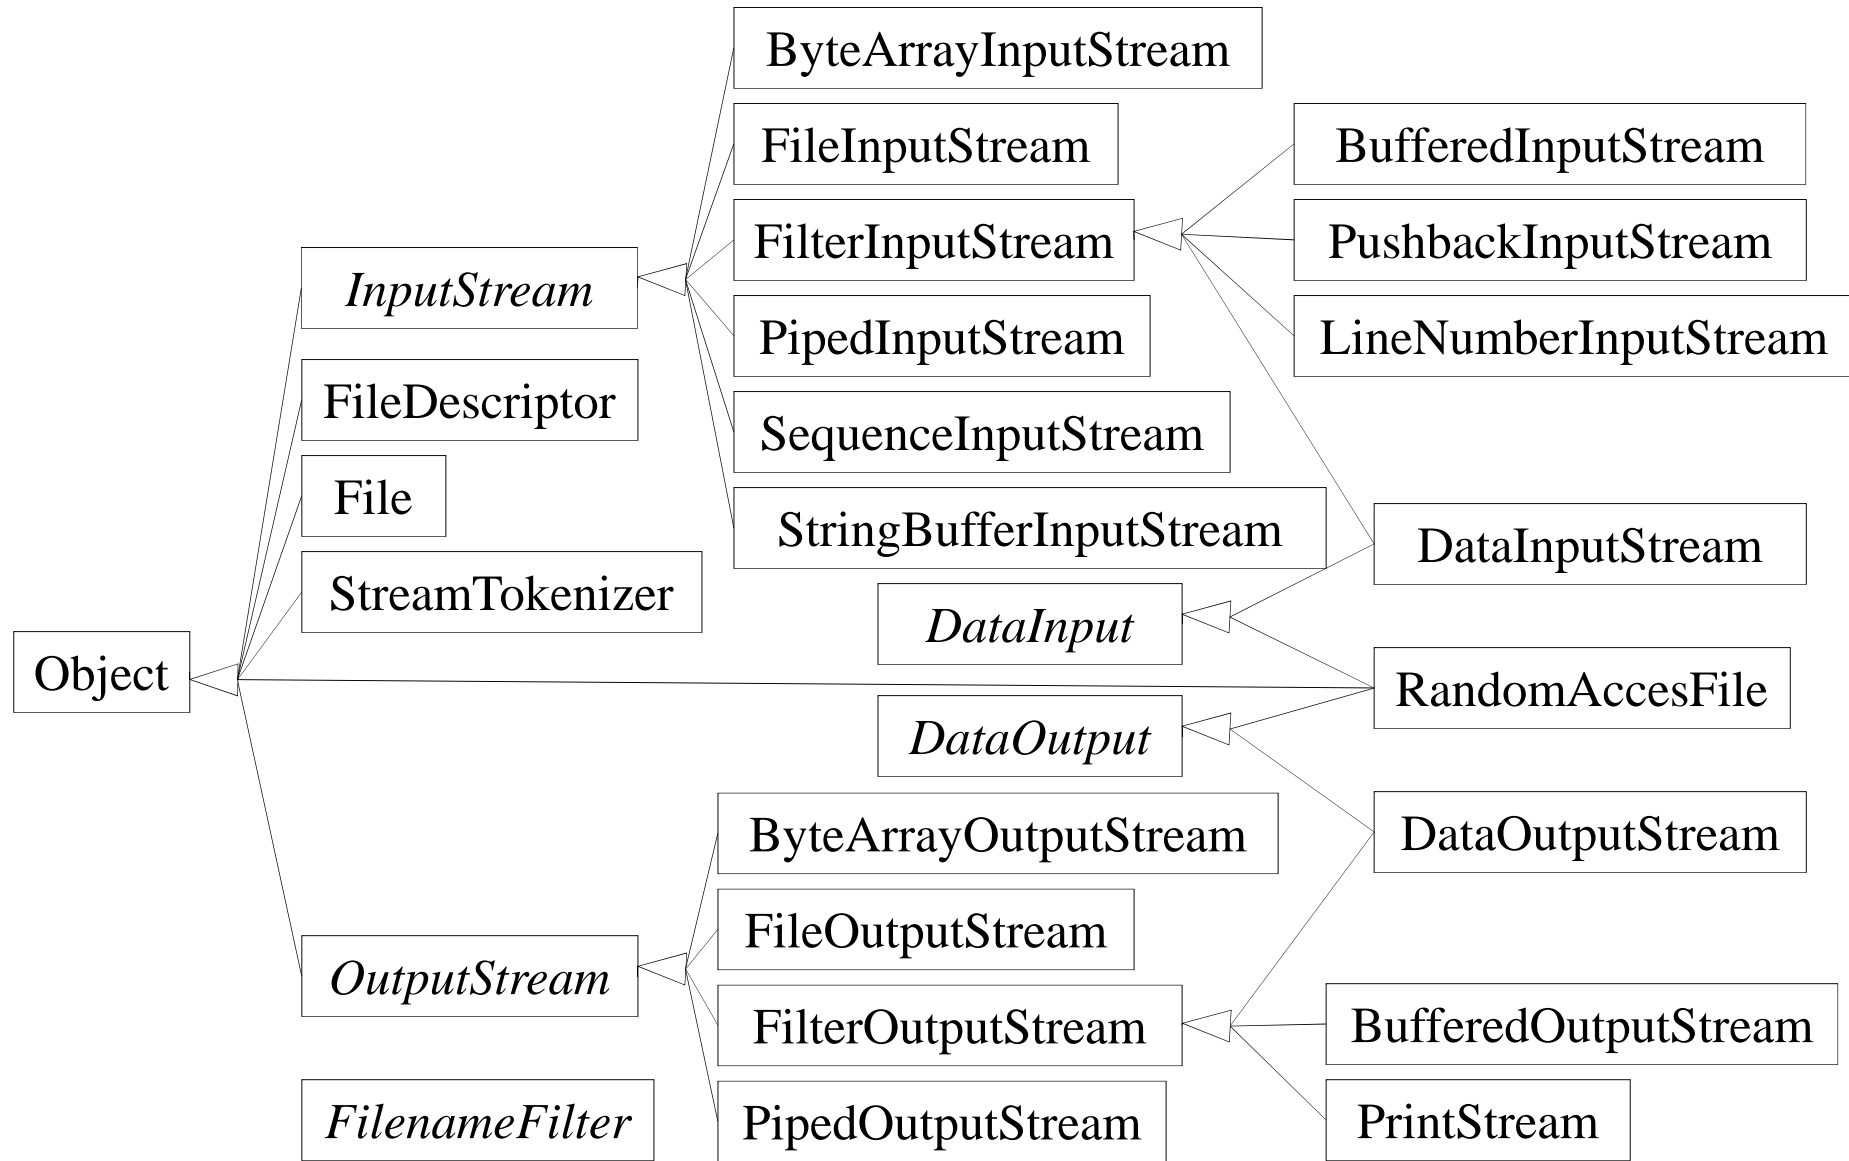 ByteArrayInputStream
FileInputStream
BufferedInputStream
FilterInputStream
PushbackInputStream
InputStream
PipedInputStream
LineNumberInputStream
FileDescriptor
SequenceInputStream
File
StringBufferInputStream
DataInputStream
StreamTokenizer
DataInput
Object
RandomAccesFile
DataOutput
ByteArrayOutputStream
DataOutputStream
FileOutputStream
OutputStream
FilterOutputStream
BufferedOutputStream
FilenameFilter
PipedOutputStream
PrintStream